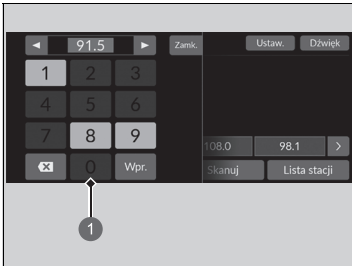 91.5 Zamk. Ustaw. Dźwięk
1 2 3
4 5 6
7 8 9 108.0 98.1
0 Wpr. Skanuj Lista stacji
1